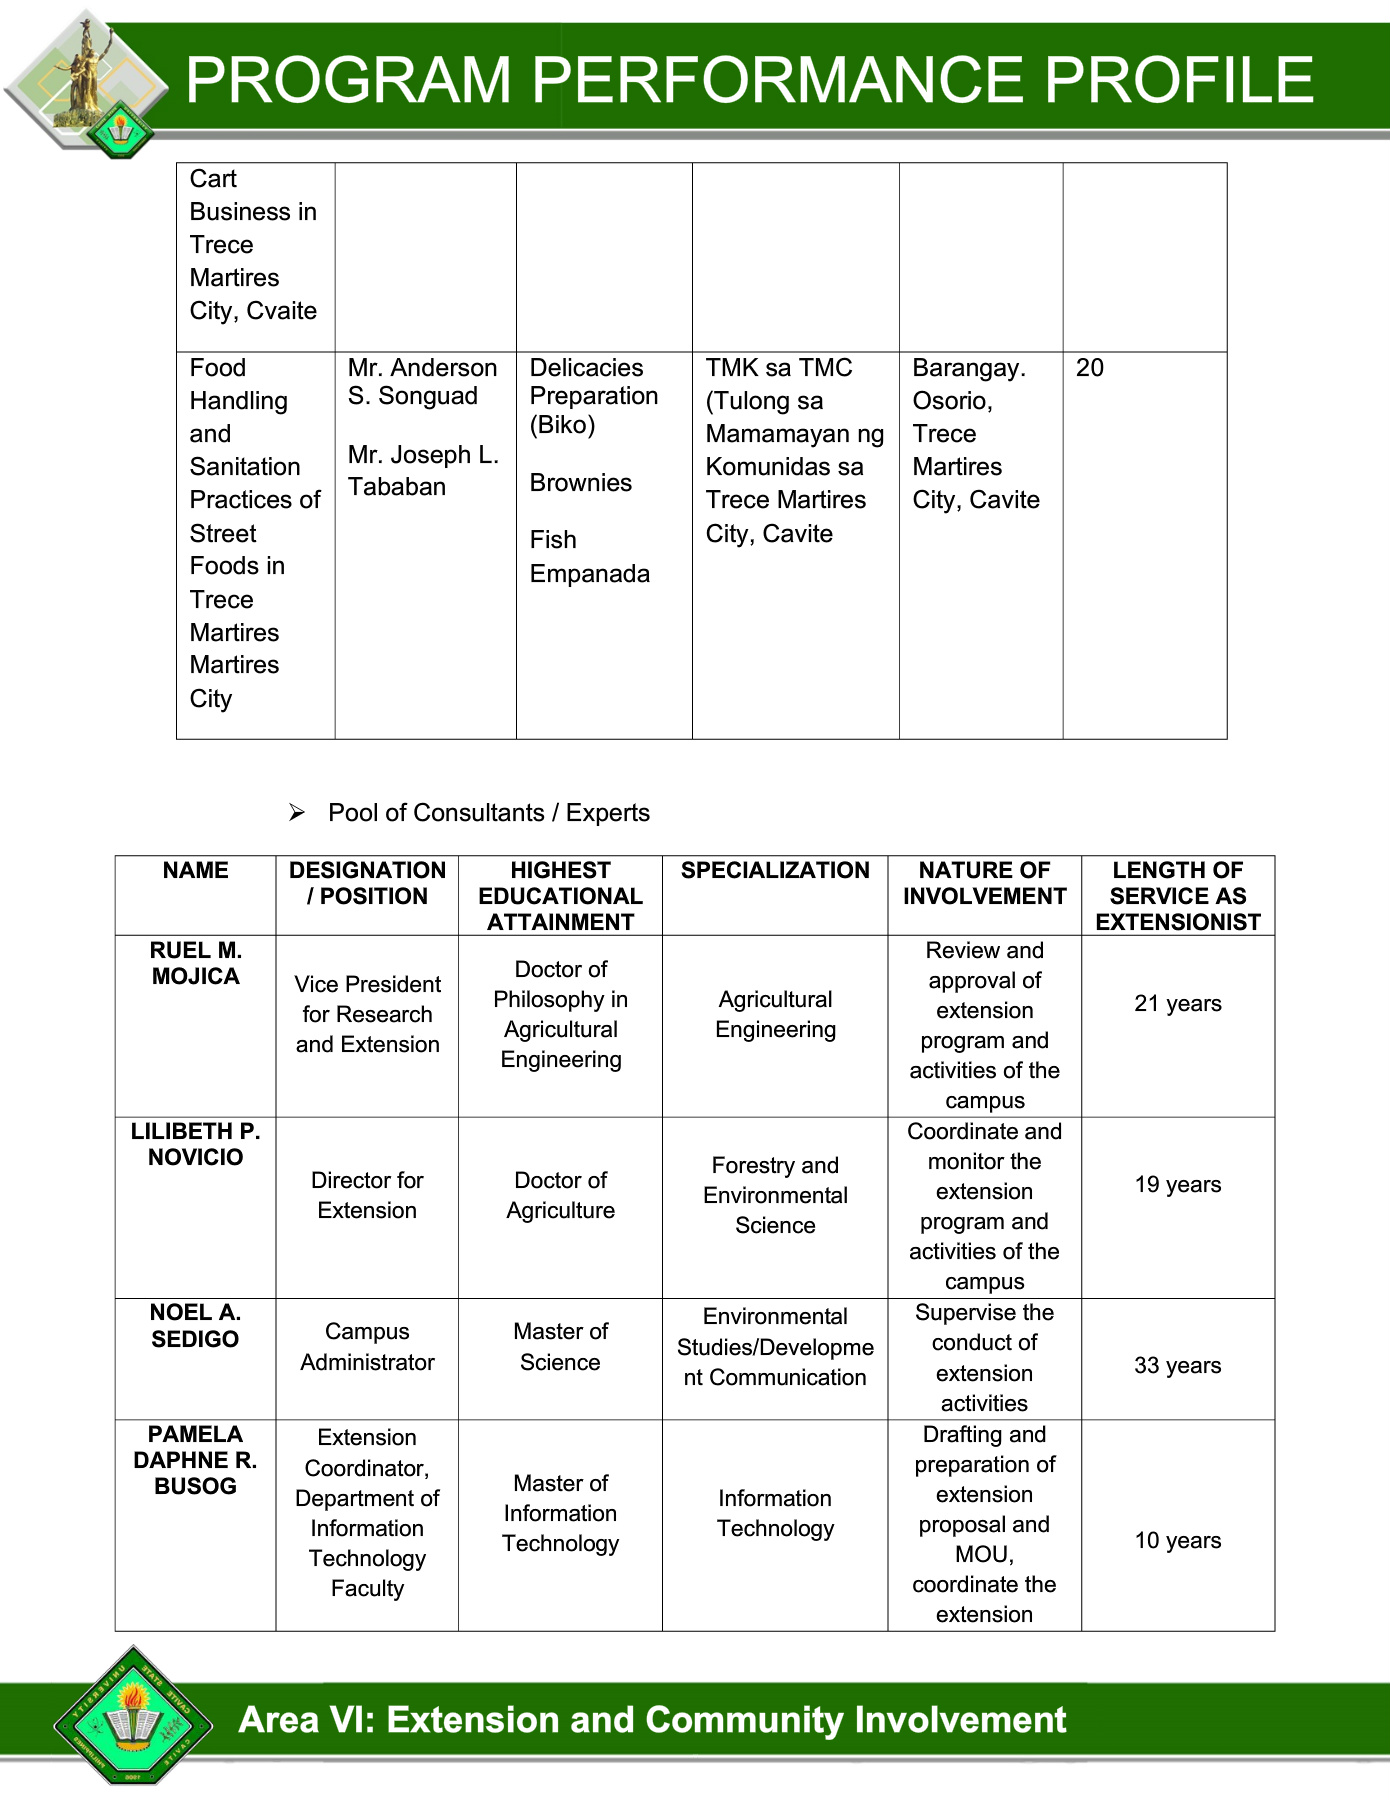 PROGRAM PERFORMANCE PROFILE
Cart
Business in
Trece
Martires
City, Cvaite
Food
Handling
and
Sanitation
Practices of
Street
Foods in
Trece
Martires
Martires
City
Mr. Anderson
S. Songuad
Mr. Joseph L.
Tababan
Delicacies
Preparation
(Biko)
Brownies
Fish
Empanada
TMK sa TMC
(Tulong sa
Mamamayan ng
Komunidas sa
Trece Martires
City, Cavite
Barangay.
Osorio,
Trece
Martires
City, Cavite
20
➢ Pool of Consultants / Experts
NAME
DESIGNATION
/ POSITION
HIGHEST
EDUCATIONAL
ATTAINMENT
SPECIALIZATION
NATURE OF
INVOLVEMENT
LENGTH OF
SERVICE AS
EXTENSIONIST
RUEL M.
MOJICA
Vice President
for Research
and Extension
Doctor of
Philosophy in
Agricultural
Engineering
Agricultural
Engineering
Review and
approval of
extension
program and
activities of the
campus
21 years
LILIBETH P.
NOVICIO
Director for
Extension
Doctor of
Agriculture
Forestry and
Environmental
Science
Coordinate and
monitor the
extension
program and
activities of the
campus
19 years
NOEL A.
SEDIGO
Campus
Administrator
Master of
Science
Environmental
Studies/Developme
nt Communication
Supervise the
conduct of
extension
activities
33 years
PAMELA
DAPHNE R.
BUSOG
Extension
Coordinator,
Department of
Information
Technology
Faculty
Master of
Information
Technology
Information
Technology
Drafting and
preparation of
extension
proposal and
MOU,
coordinate the
extension
10 years
CAVITE STATE UNIVERSITY
CAVITE PHILIPPINES
Area VI: Extension and Community Involvement